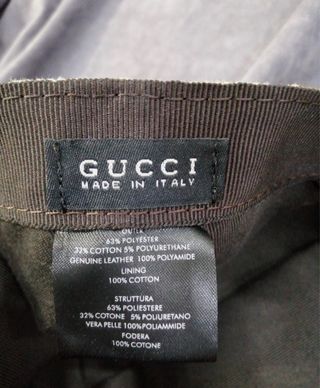 GUCCI
MADE IN ITALY
OUTER
63% POLYESTER
32% COTTON 5% POLYURETHANE
GENUINE LEATHER 100% POLYAMIDE
LINING
100% COTTON
STRUTTURA
63% POLIESTERE
32% COTONE 5% POLIURETANO
VERA PELLE 100% POLIAMMIDE
FODERA
100% COTONE